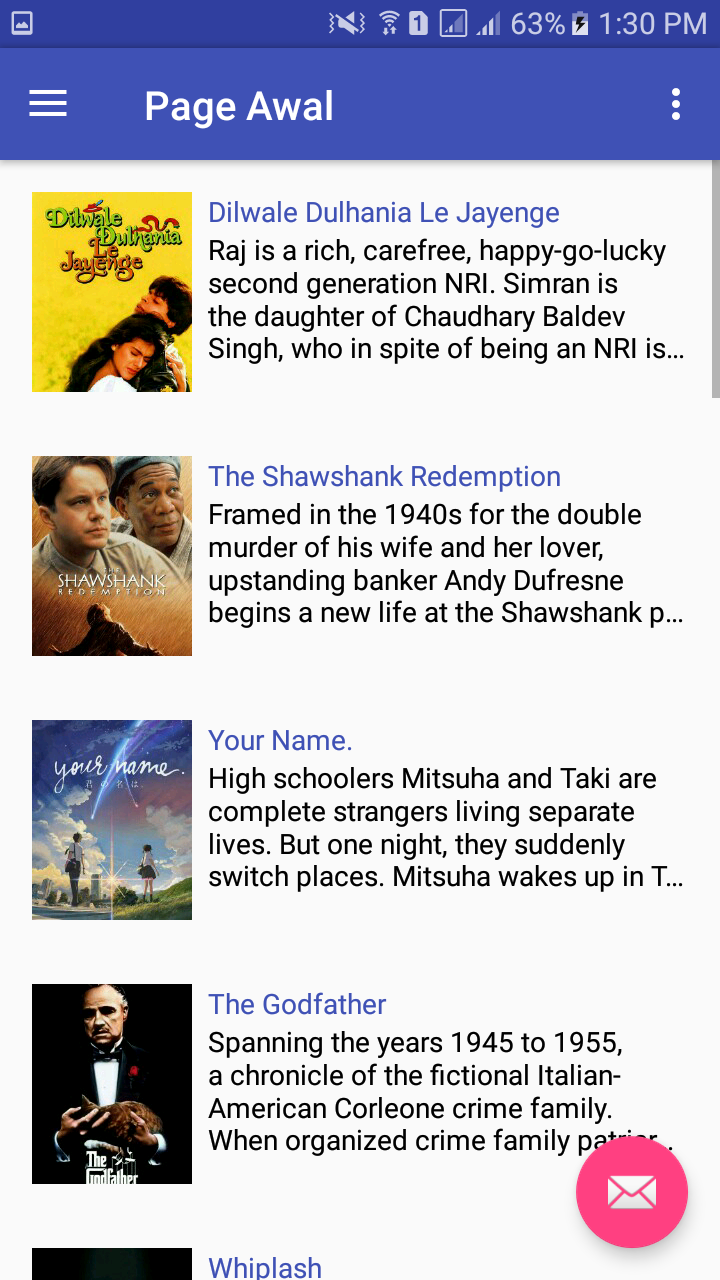 1 63% 1:30 PM
Page Awal
Dilwale
Dulhania
Le
Jayenge
Dilwale Dulhania Le Jayenge
Raj is a rich, carefree, happy-go-lucky
second generation NRI. Simran is
the daughter of Chaudhary Baldev
Singh, who in spite of being an NRI is...
THE
SHAWSHANK
REDEMPTION
The Shawshank Redemption
Framed in the 1940s for the double
murder of his wife and her lover,
upstanding banker Andy Dufresne
begins a new life at the Shawshank p...
your name.
君の名は
Your Name.
High schoolers Mitsuha and Taki are
complete strangers living separate
lives. But one night, they suddenly
switch places. Mitsuha wakes up in T...
The
Godfather
The Godfather
Spanning the years 1945 to 1955,
a chronicle of the fictional Italian-
American Corleone crime family.
When organized crime family patriar...
Whiplash